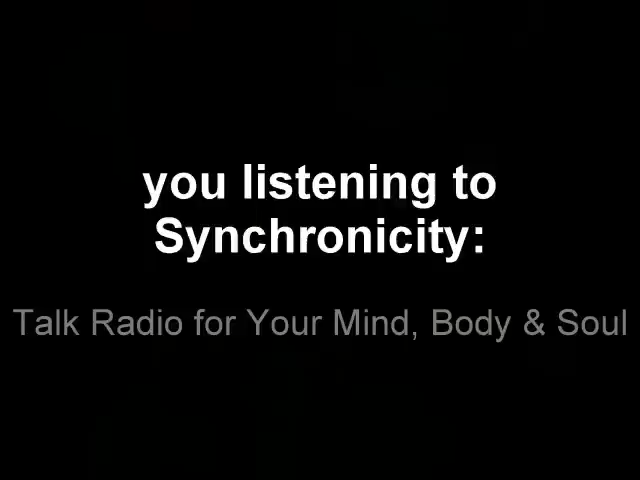 you listening to
Synchronicity:
Talk Radio for Your Mind, Body & Soul